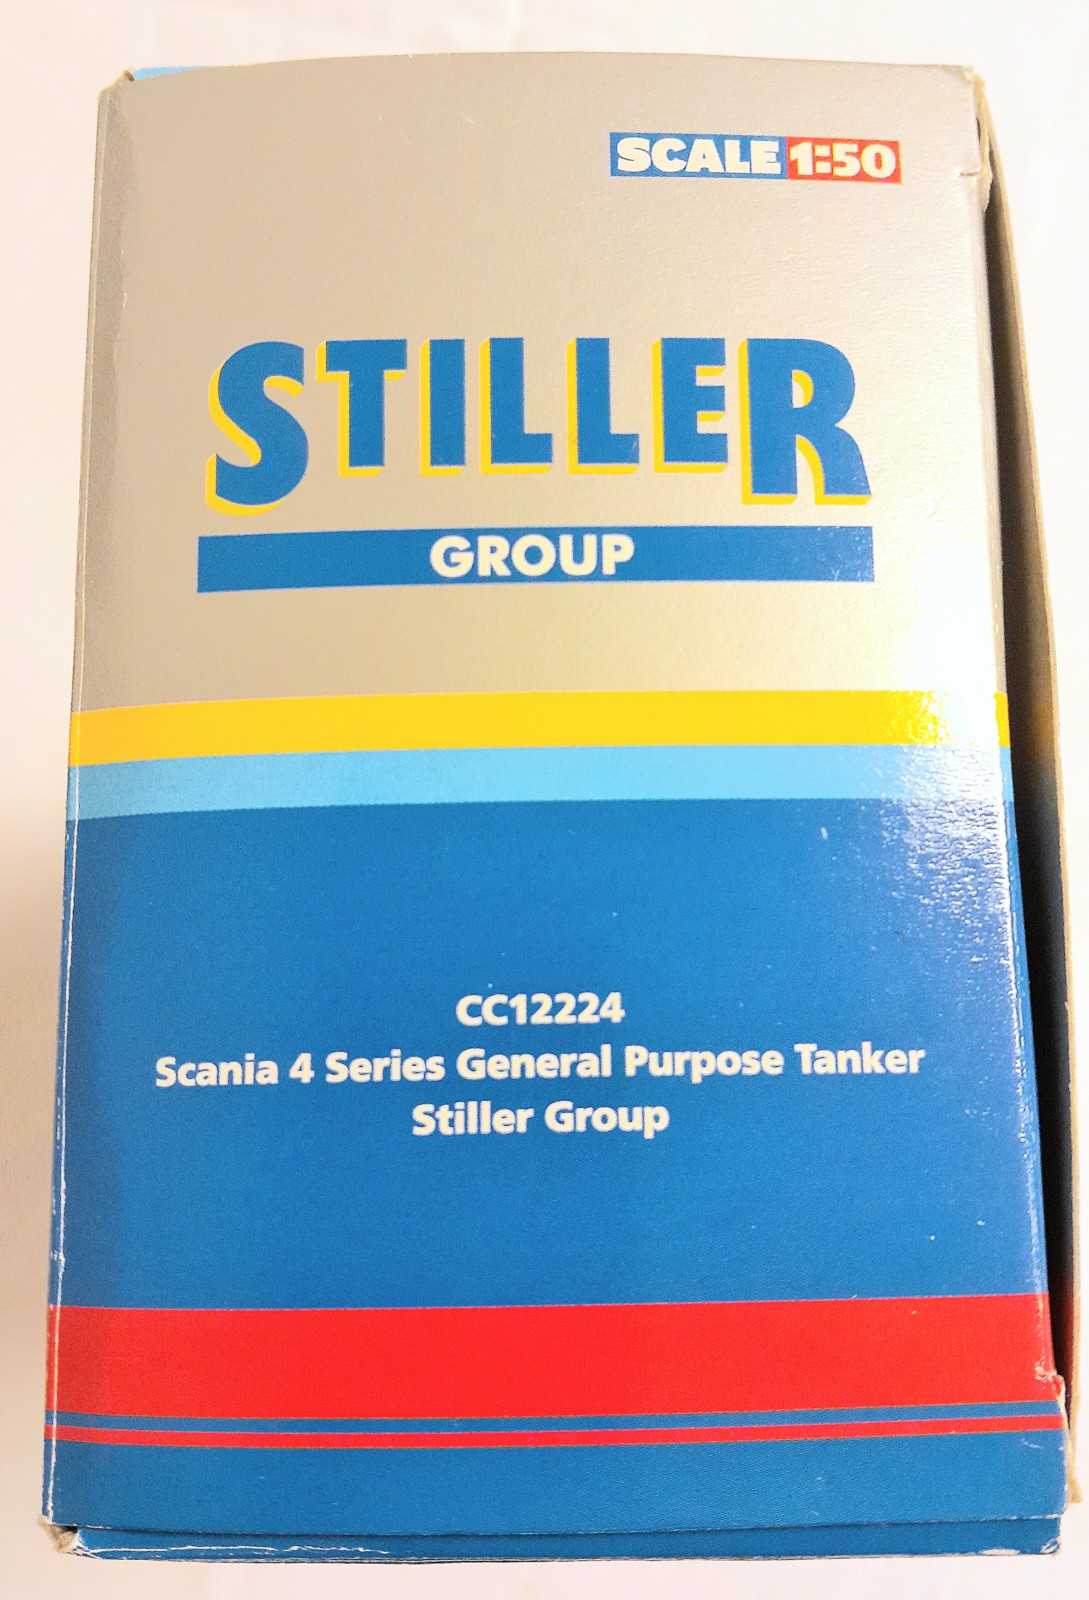 SCALE 1:50
STILLER
GROUP
CC12224
Scania 4 Series General Purpose Tanker
Stiller Group